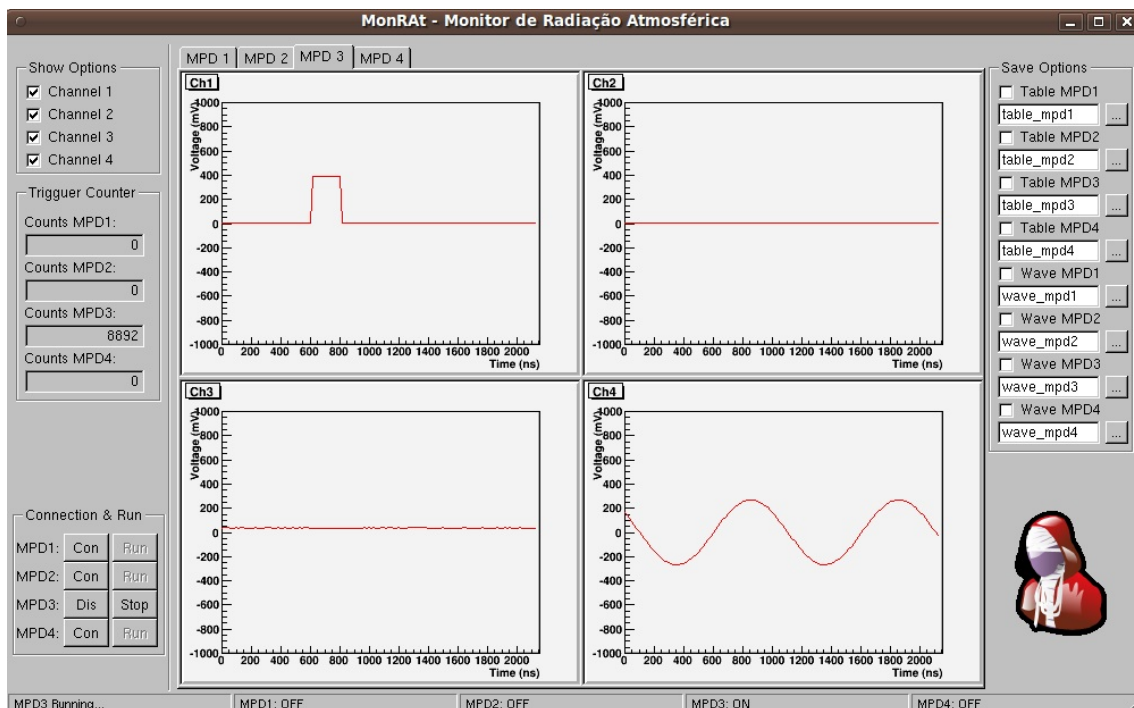 MonRAt - Monitor de Radiação Atmosférica
Show Options
Channel 1
Channel 2
Channel 3
Channel 4
Trigguer Counter
Counts MPD1:
0
Counts MPD2:
0
Counts MPD3:
8892
Counts MPD4:
0
Connection & Run
MPD1: Con Run
MPD2: Con Run
MPD3: Dis Stop
MPD4: Con Run
MPD 1 MPD 2 MPD 3 MPD 4
Ch1
Voltage (mV)
1000
800
600
400
200
0
-200
-400
-600
-800
-1000
0 200 400 600 800 1000 1200 1400 1600 1800 2000
Time (ns)
Ch2
Voltage (mV)
1000
800
600
400
200
0
-200
-400
-600
-800
-1000
0 200 400 600 800 1000 1200 1400 1600 1800 2000
Time (ns)
Ch3
Voltage (mV)
1000
800
600
400
200
0
-200
-400
-600
-800
-1000
0 200 400 600 800 1000 1200 1400 1600 1800 2000
Time (ns)
Ch4
Voltage (mV)
1000
800
600
400
200
0
-200
-400
-600
-800
-1000
0 200 400 600 800 1000 1200 1400 1600 1800 2000
Time (ns)
Save Options
Table MPD1
table_mpd1 ...
Table MPD2
table_mpd2 ...
Table MPD3
table_mpd3 ...
Table MPD4
table_mpd4 ...
Wave MPD1
wave_mpd1 ...
Wave MPD2
wave_mpd2 ...
Wave MPD3
wave_mpd3 ...
Wave MPD4
wave_mpd4 ...
MPD3 Running... MPD1: OFF MPD2: OFF MPD3: ON MPD4: OFF